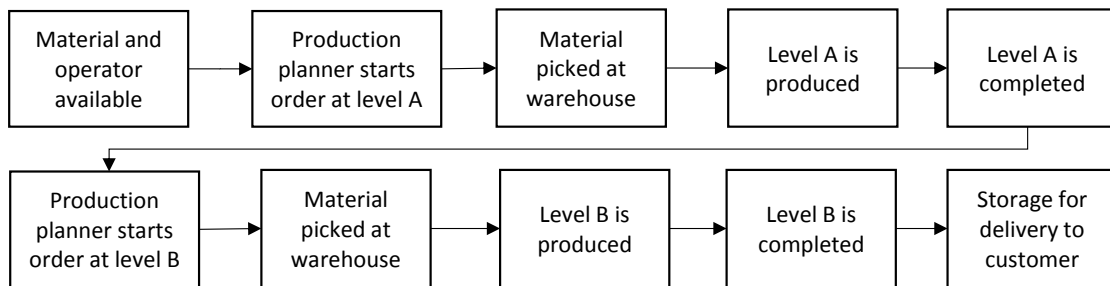 Material and
operator
available
Production
planner starts
order at level A
Material
picked at
warehouse
Level A is
produced
Level A is
completed
Production
planner starts
order at level B
Material
picked at
warehouse
Level B is
produced
Level B is
completed
Storage for
delivery to
customer